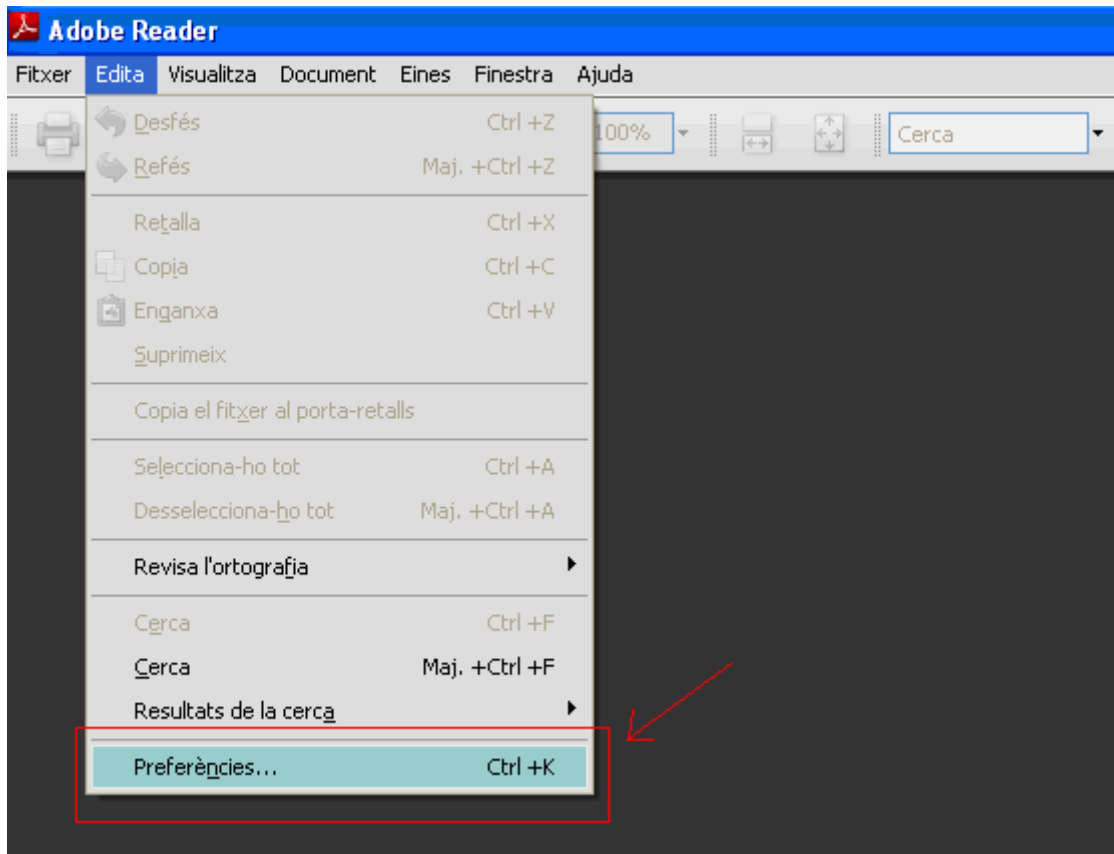 Adobe Reader
Fitxer Edita Visualitza Document Eines Finestra Ajuda
100% Cerca
Desfés Ctrl +Z
Refés Maj. +Ctrl +Z
Retalla Ctrl +X
Copia Ctrl +C
Enganxa Ctrl +V
Suprimeix
Copia el fitxer al porta-retalls
Selecciona-ho tot Ctrl +A
Desselecciona-ho tot Maj. +Ctrl +A
Revisa l'ortografia
Cerca Ctrl +F
Cerca Maj. +Ctrl +F
Resultats de la cerca
Preferències... Ctrl +K